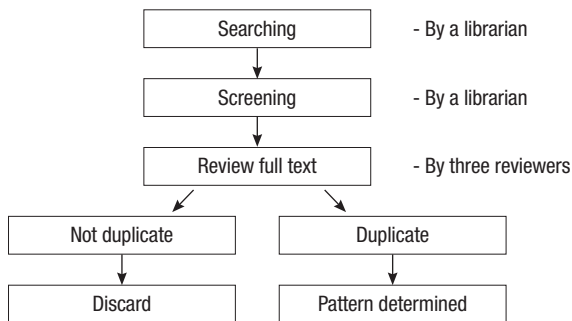 Searching - By a librarian
Screening - By a librarian
Review full text - By three reviewers
Not duplicate Duplicate
Discard Pattern determined